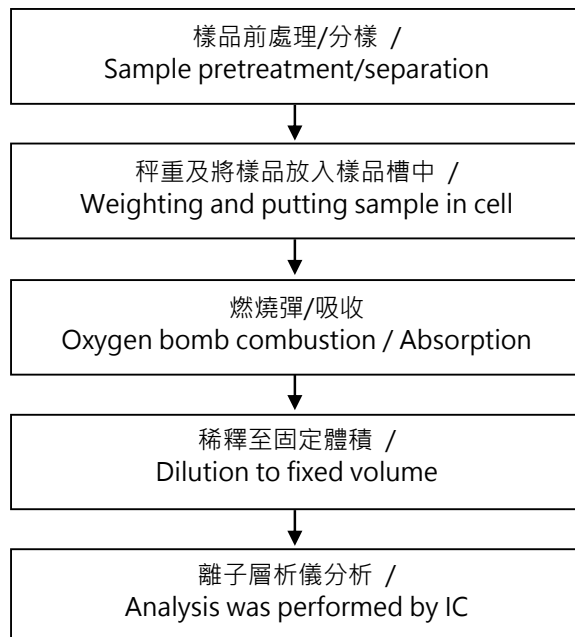 樣品前處理/分樣 /
Sample pretreatment/separation
秤重及將樣品放入樣品槽中 /
Weighting and putting sample in cell
燃燒彈/吸收
Oxygen bomb combustion / Absorption
稀釋至固定體積 /
Dilution to fixed volume
離子層析儀分析 /
Analysis was performed by IC